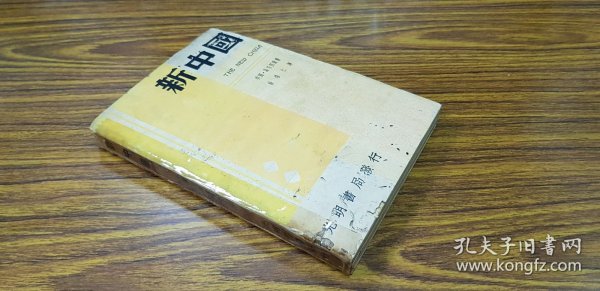 新中國
THE NEW CHINA
光明書局發行
孔夫子旧书网
www.kongfz.com